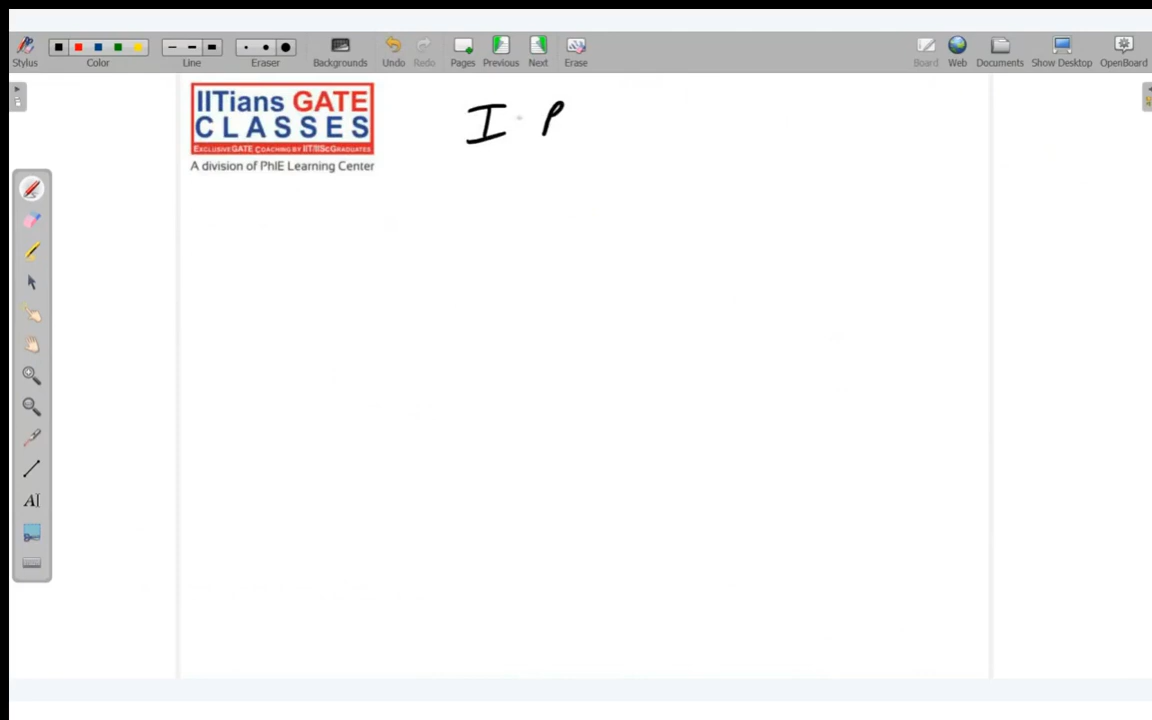 Stylus Color Line Eraser Backgrounds Undo Redo Pages Previous Next Erase Board Web Documents Show Desktop OpenBoard
IITians GATE
CLASSES
EXCLUSIVE GATE COACHING BY IIT/IISc GRADUATES
A division of PhIE Learning Center
I P
AI